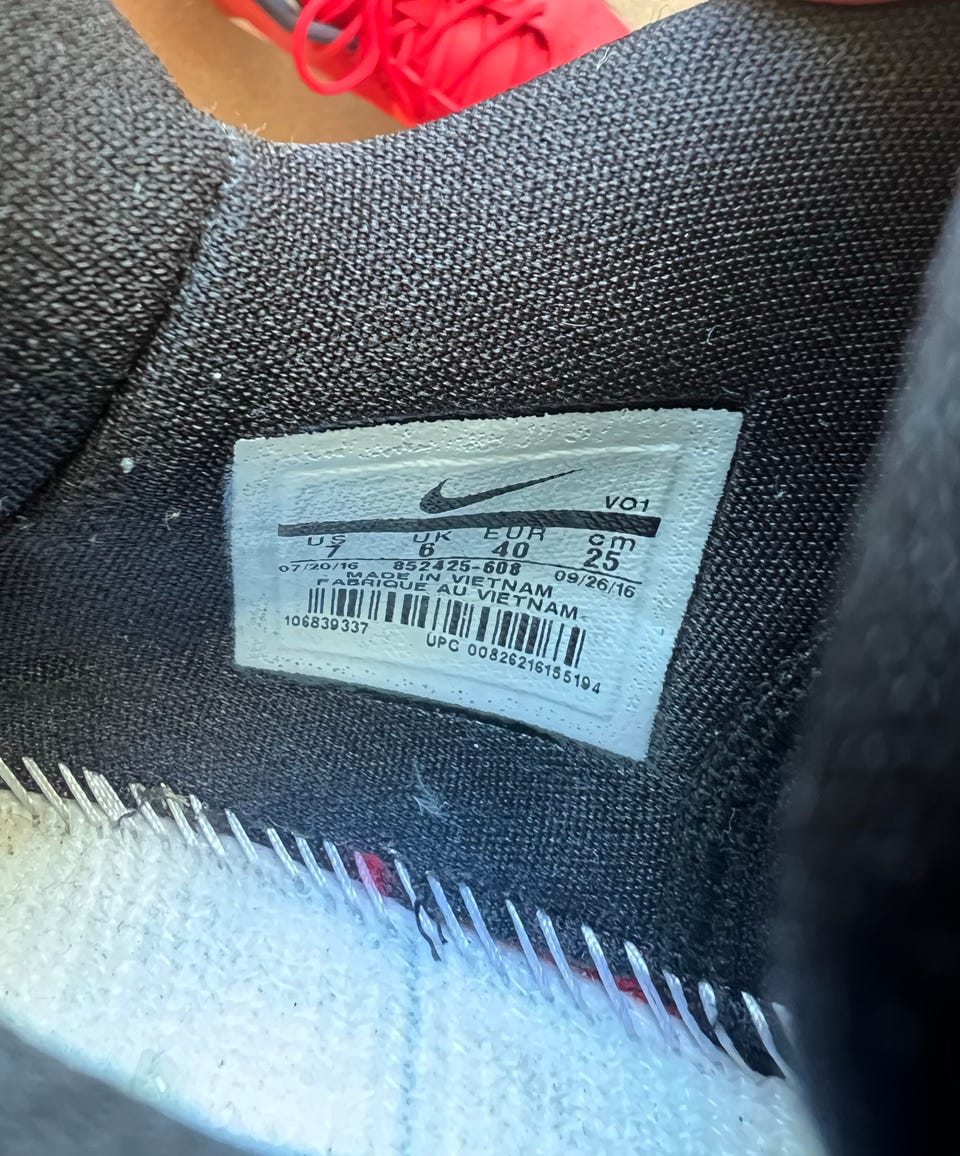 VO1
US UK EUR cm
7 6 40 25
07/20/16 852425-608 09/26/16
MADE IN VIETNAM
FABRIQUE AU VIETNAM
106839337
UPC 00826216155194